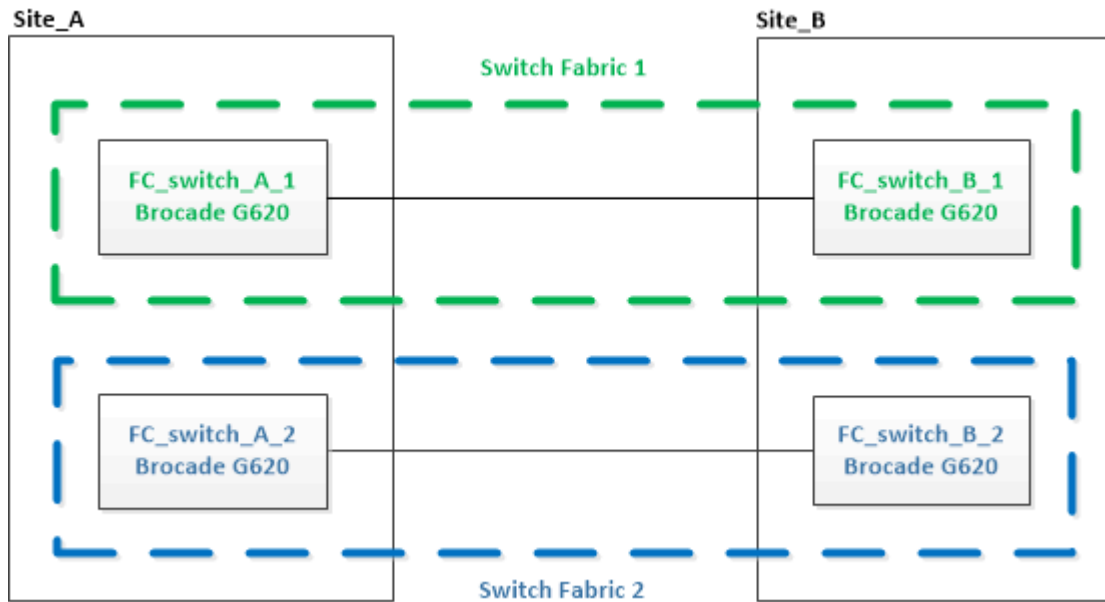 Site_A
Site_B
Switch Fabric 1
FC_switch_A_1
Brocade G620
FC_switch_B_1
Brocade G620
FC_switch_A_2
Brocade G620
FC_switch_B_2
Brocade G620
Switch Fabric 2